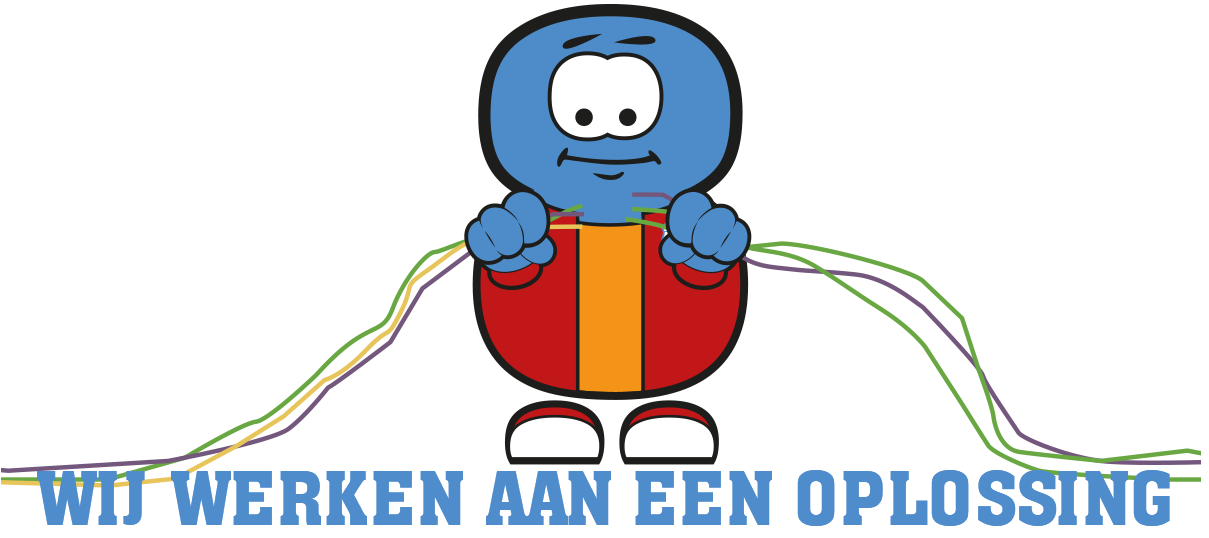 WIJ WERKEN AAN EEN OPLOSSING